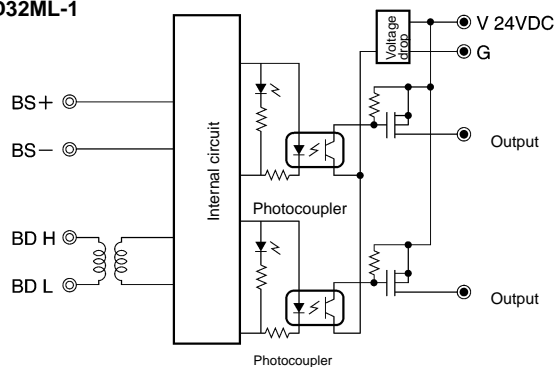 D32ML-1
V 24VDC
Voltage drop
G
BS+
BS−
Internal circuit
Output
Photocoupler
BD H
BD L
Output
Photocoupler